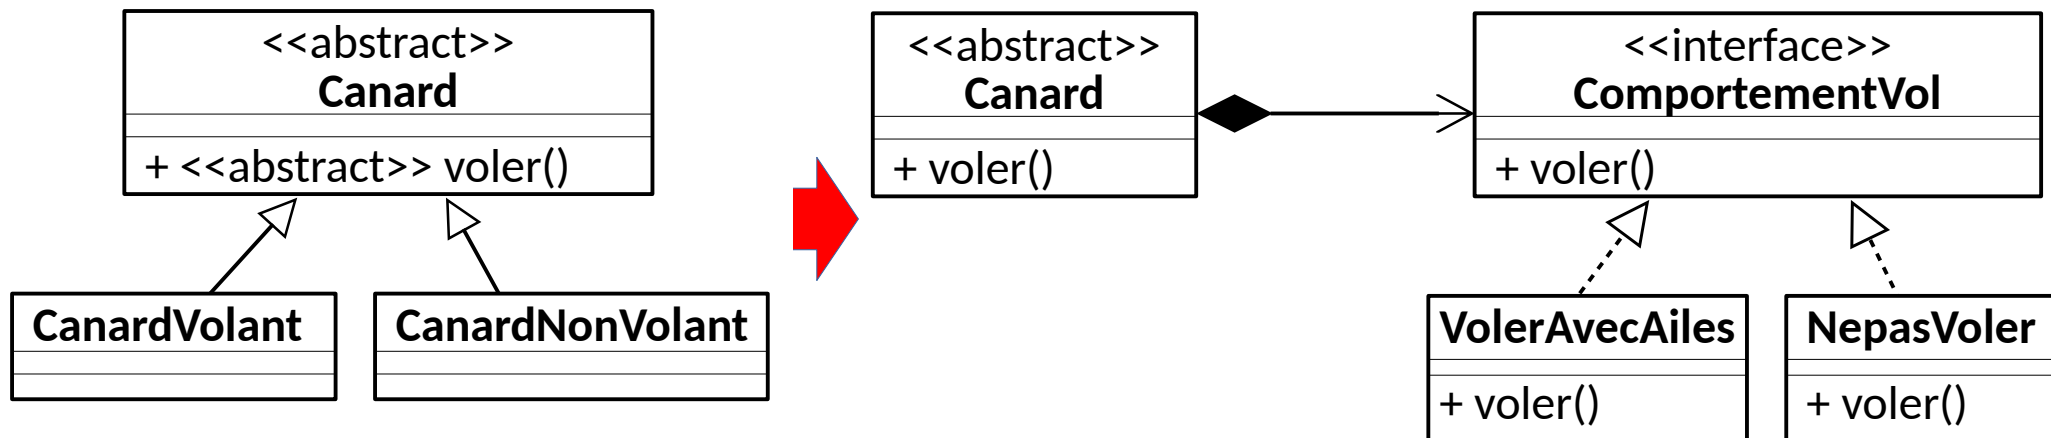 <<abstract>>
Canard
+ <<abstract>> voler()
CanardVolant
CanardNonVolant
<<abstract>>
Canard
+ voler()
<<interface>>
ComportementVol
+ voler()
VolerAvecAiles
+ voler()
NepasVoler
+ voler()